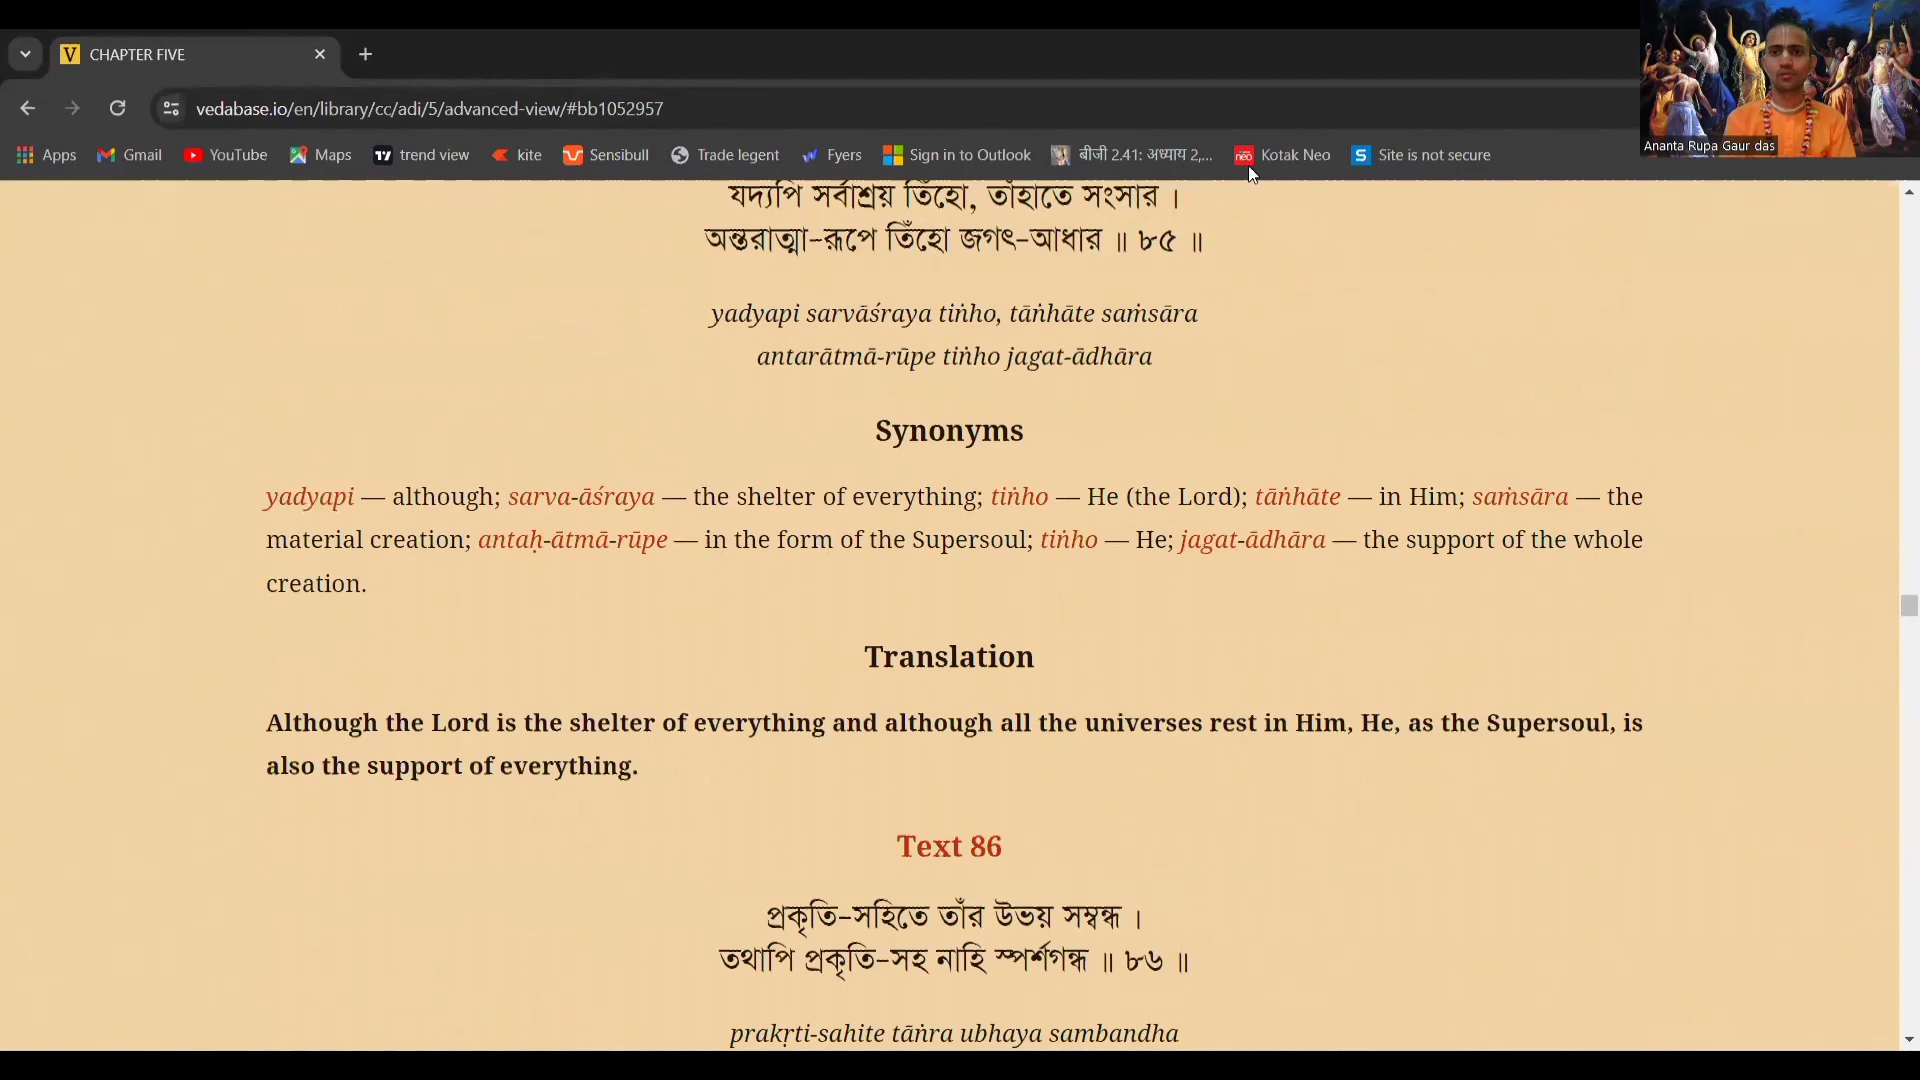 CHAPTER FIVE
vedabase.io/en/library/cc/adi/5/advanced-view/#bb1052957
Apps Gmail YouTube Maps trend view kite Sensibull Trade legent Fyers Sign in to Outlook बीजी 2.41: अध्याय 2,... Kotak Neo Site is not secure
Ananta Rupa Gaur das
যদ্যপি সর্বাশ্রয় তিঁহো, তাঁহাতে সংসার ।
অন্তরাত্মা-রূপে তিঁহো জগৎ-আধার ॥ ৮৫ ॥
yadyapi sarvāśraya tiṅho, tāṅhāte saṁsāra
antarātmā-rūpe tiṅho jagat-ādhāra
Synonyms
yadyapi — although; sarva-āśraya — the shelter of everything; tiṅho — He (the Lord); tāṅhāte — in Him; saṁsāra — the
material creation; antaḥ-ātmā-rūpe — in the form of the Supersoul; tiṅho — He; jagat-ādhāra — the support of the whole
creation.
Translation
Although the Lord is the shelter of everything and although all the universes rest in Him, He, as the Supersoul, is
also the support of everything.
Text 86
প্রকৃতি-সহিতে তাঁর উভয় সম্বন্ধ ।
তথাপি প্রকৃতি-সহ নাহি স্পর্শগন্ধ ॥ ৮৬ ॥
prakṛti-sahite tāṅra ubhaya sambandha